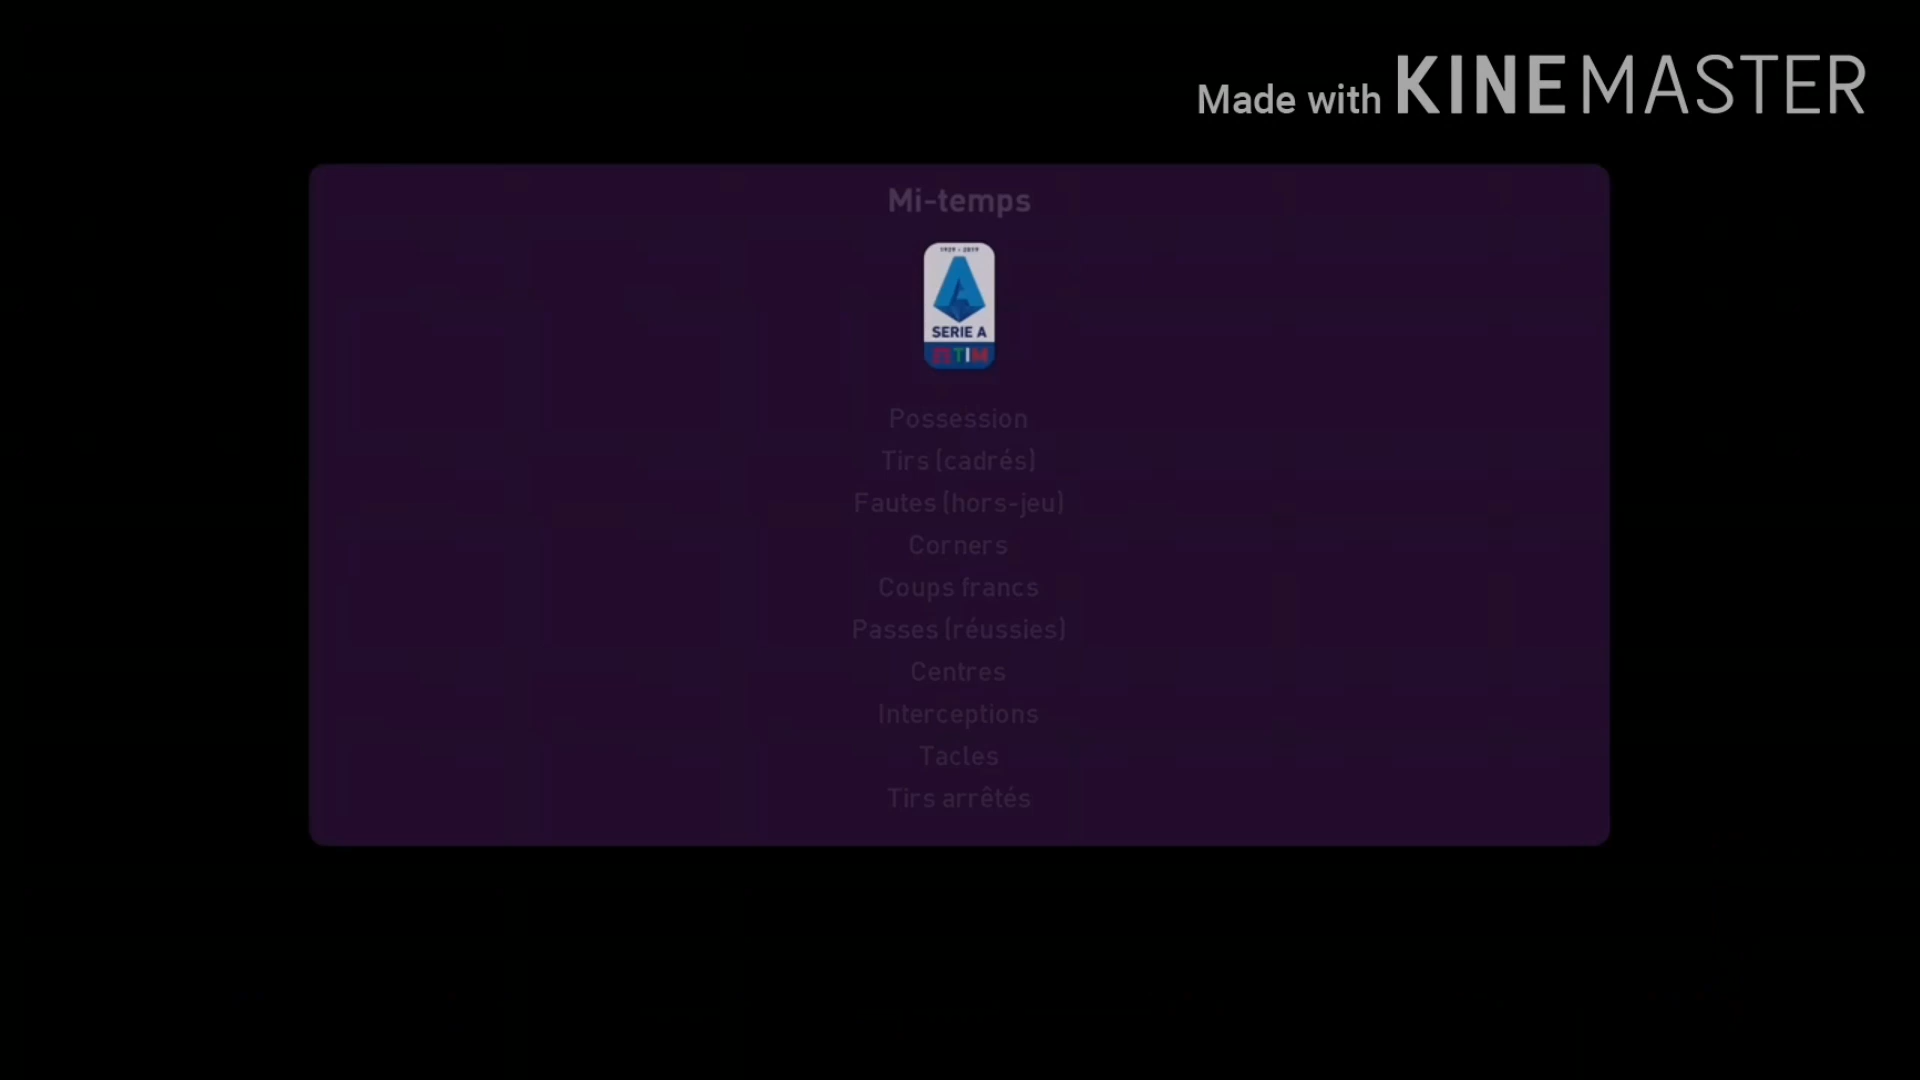 Made with KINEMASTER
Mi-temps
SERIE A
TIM
Possession
Tirs (cadrés)
Fautes (hors-jeu)
Corners
Coups francs
Passes (réussies)
Centres
Interceptions
Tacles
Tirs arrêtés